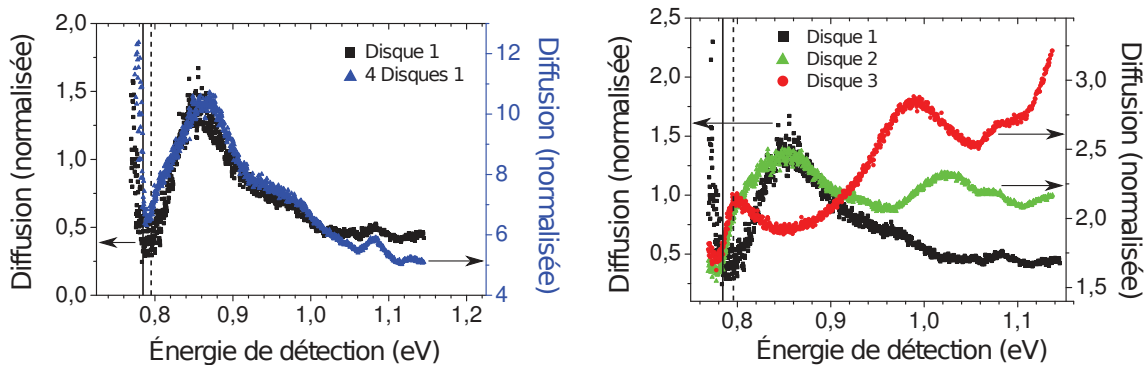 2,0
1,5
1,0
0,5
0,0
Diffusion (normalisée)
Disque 1
4 Disques 1
12
10
8
6
4
Diffusion (normalisée)
0,8 0,9 1,0 1,1 1,2
Énergie de détection (eV)
2,5
2,0
1,5
1,0
0,5
Diffusion (normalisée)
Disque 1
Disque 2
Disque 3
3,0
2,5
2,0
1,5
Diffusion (normalisée)
0,8 0,9 1,0 1,1
Énergie de détection (eV)